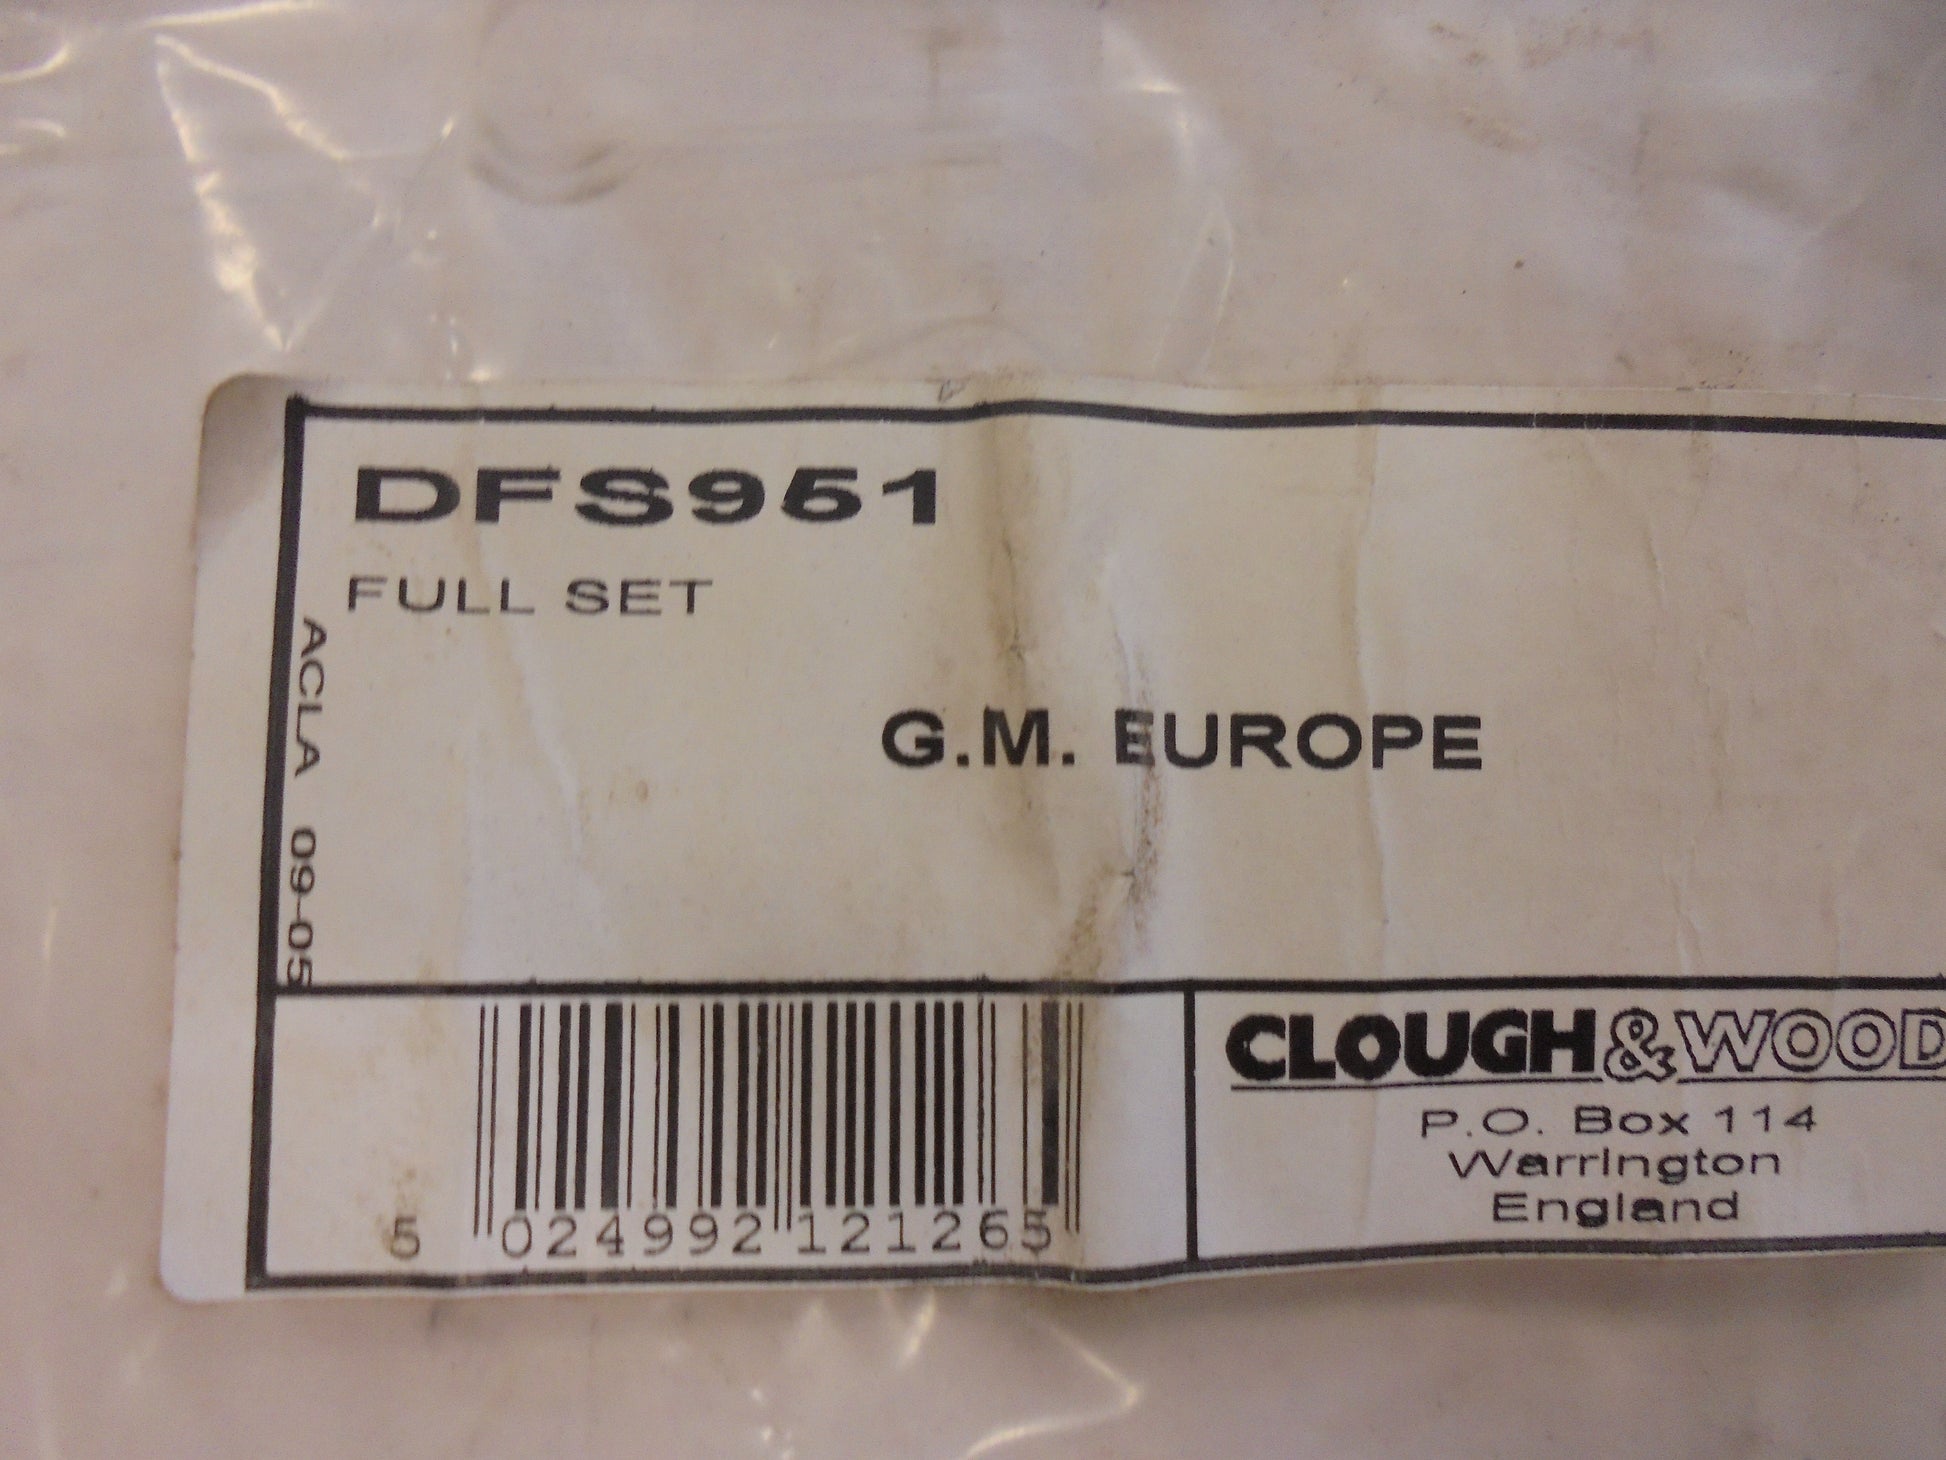 DFS951
FULL SET
ACLA 09-05
G.M. EUROPE
5 024992 121265
CLOUGH&WOOD
P.O. Box 114
Warrington
England